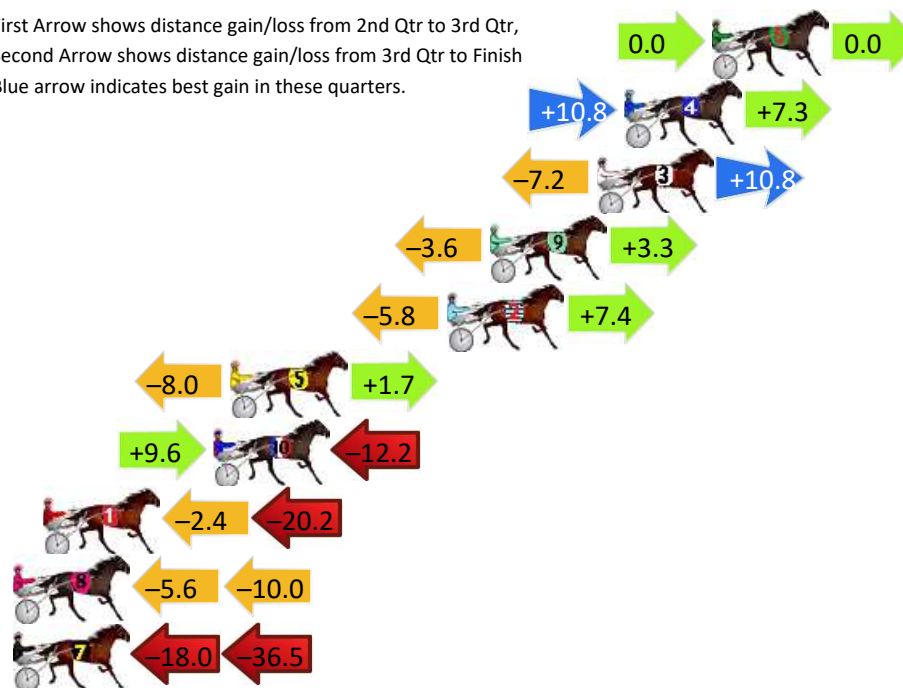 irst Arrow shows distance gain/loss from 2nd Qtr to 3rd Qtr,
econd Arrow shows distance gain/loss from 3rd Qtr to Finish
Blue arrow indicates best gain in these quarters.
0.0 6 0.0
+10.8 4 +7.3
−7.2 3 +10.8
−3.6 9 +3.3
−5.8 2 +7.4
−8.0 5 +1.7
+9.6 10 −12.2
1 −2.4 −20.2
8 −5.6 −10.0
7 −18.0 −36.5